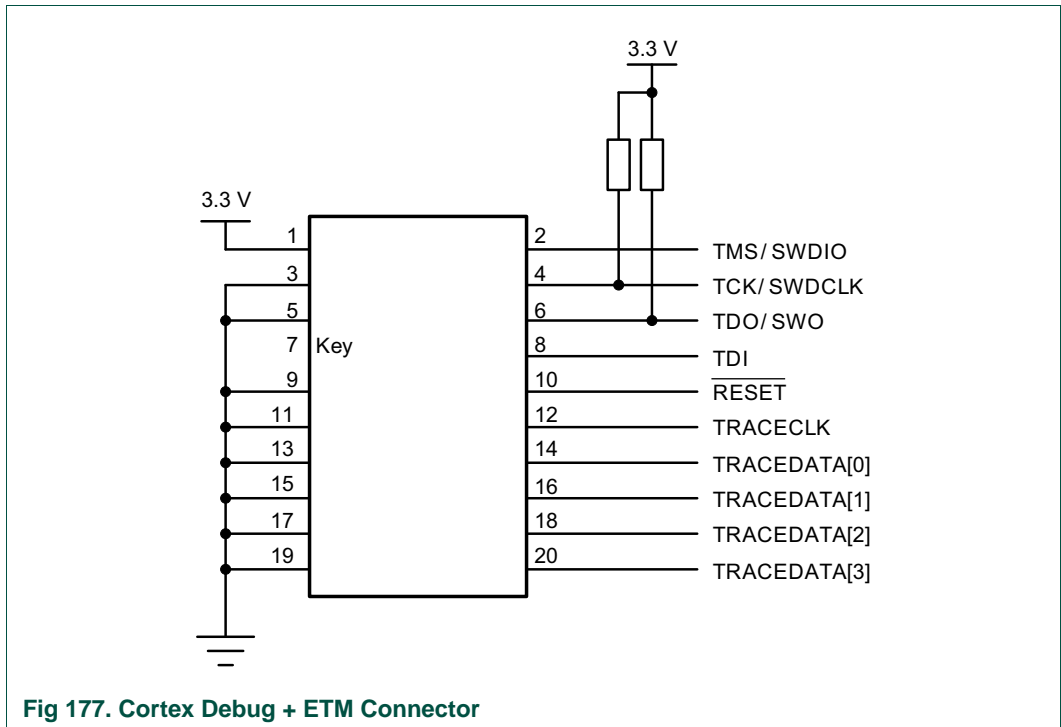 3.3 V
3.3 V
1
2
TMS/ SWDIO
3
4
TCK/ SWDCLK
5
6
TDO/ SWO
7
Key
8
TDI
9
10
RESET
11
12
TRACECLK
13
14
TRACEDATA[0]
15
16
TRACEDATA[1]
17
18
TRACEDATA[2]
19
20
TRACEDATA[3]
Fig 177. Cortex Debug + ETM Connector